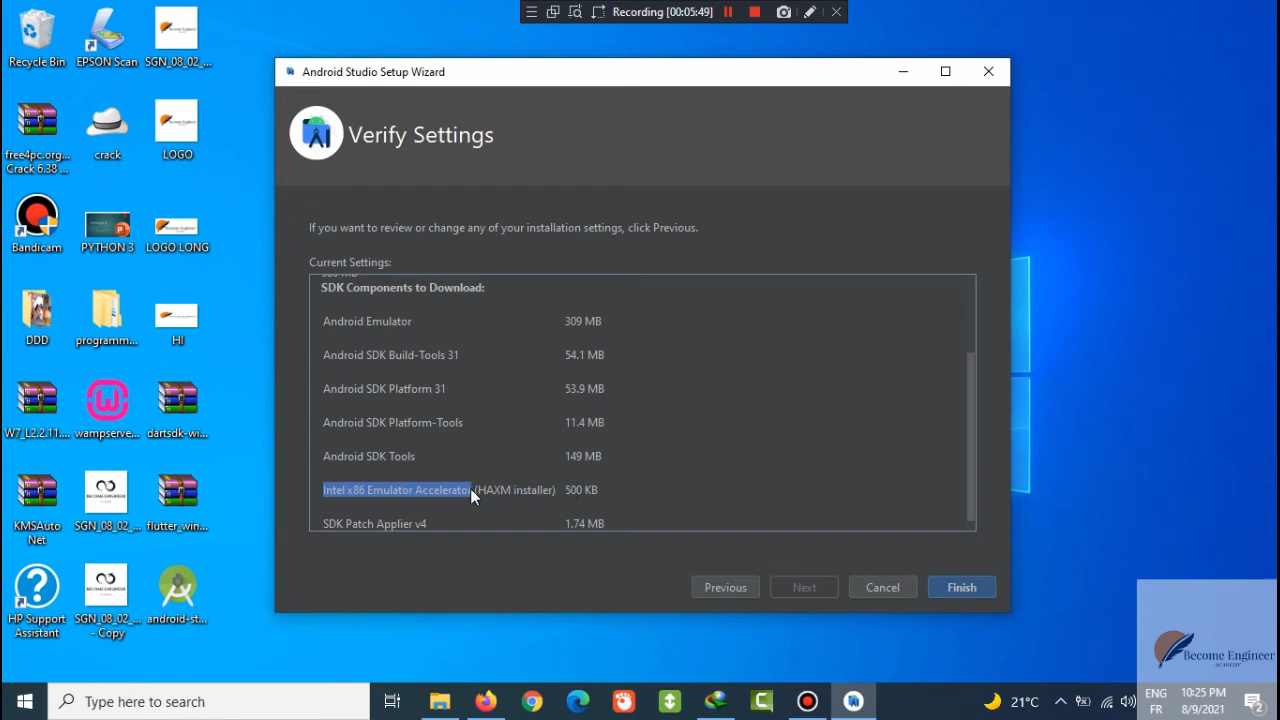 Recording [00:05:49]
Recycle Bin
EPSON Scan
SGN_08_02_...
free4pc.org...
Crack 6.38 ...
crack
LOGO
Bandicam
PYTHON 3
LOGO LONG
DDD
programm...
HI
W7_L2.2.11....
wampserve...
dartsdk-wi...
KMSAuto
Net
SGN_08_02_...
flutter_win...
HP Support
Assistant
SGN_08_02_...
- Copy
android-st...
Android Studio Setup Wizard
Verify Settings
If you want to review or change any of your installation settings, click Previous.
Current Settings:
SDK Components to Download:
Android Emulator 309 MB
Android SDK Build-Tools 31 54.1 MB
Android SDK Platform 31 53.9 MB
Android SDK Platform-Tools 11.4 MB
Android SDK Tools 149 MB
Intel x86 Emulator Accelerator (HAXM installer) 500 KB
SDK Patch Applier v4 1.74 MB
Previous
Next
Cancel
Finish
Become Engineer
ACADEMY
Type here to search
21°C
ENG
FR
10:25 PM
8/9/2021
2